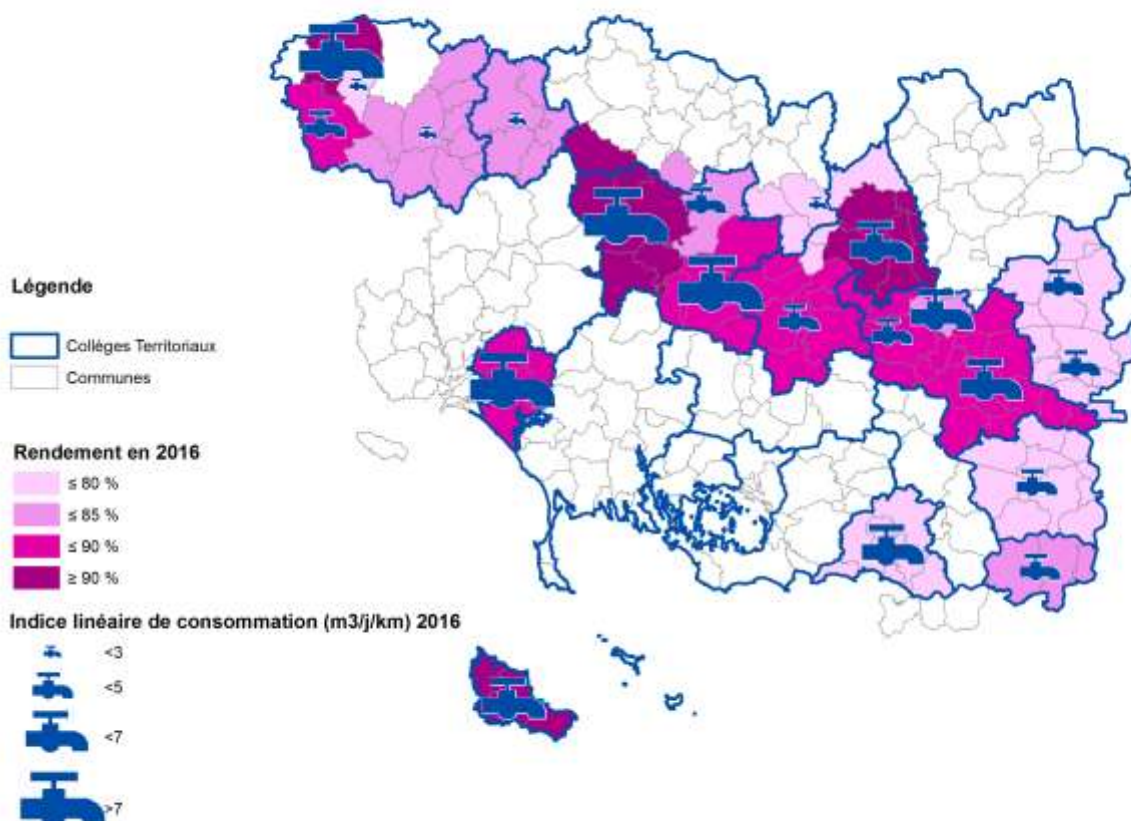 Légende
Collèges Territoriaux
Communes
Rendement en 2016
≤ 80 %
≤ 85 %
≤ 90 %
≥ 90 %
Indice linéaire de consommation (m3/j/km) 2016
<3
<5
<7
>7